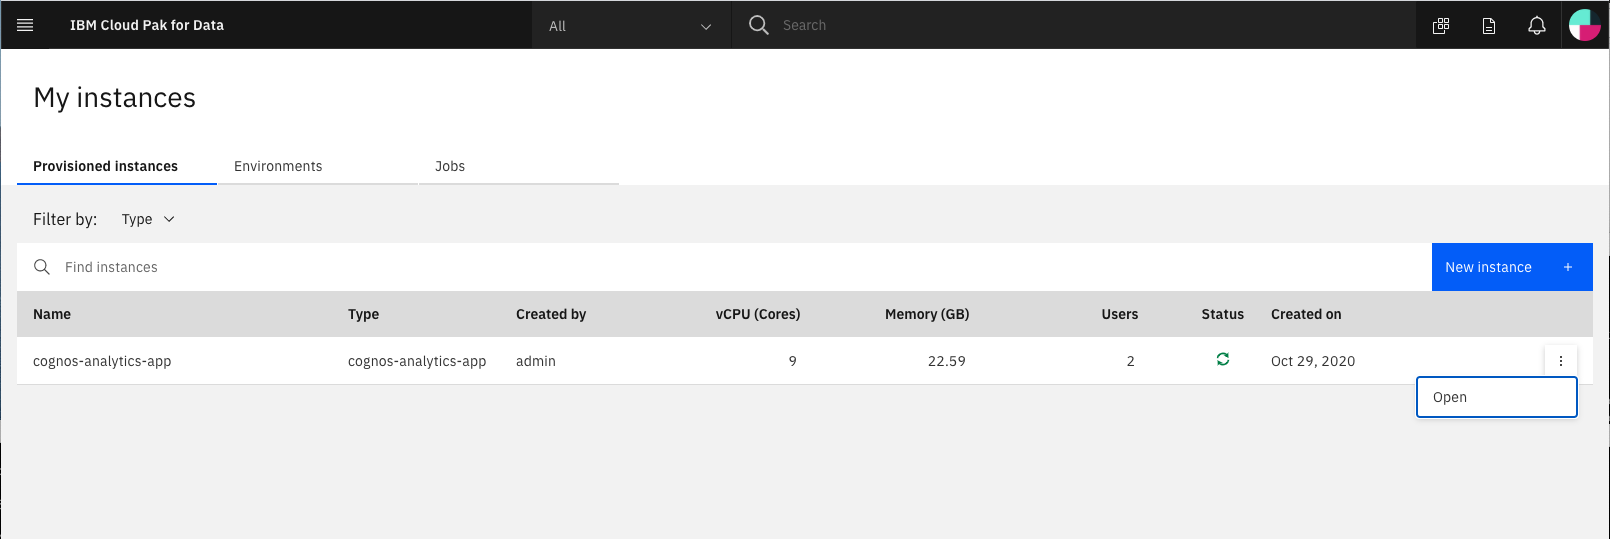 IBM Cloud Pak for Data All Search
My instances
Provisioned instances Environments Jobs
Filter by: Type
Find instances New instance +
Name Type Created by vCPU (Cores) Memory (GB) Users Status Created on
cognos-analytics-app cognos-analytics-app admin 9 22.59 2 Oct 29, 2020
Open